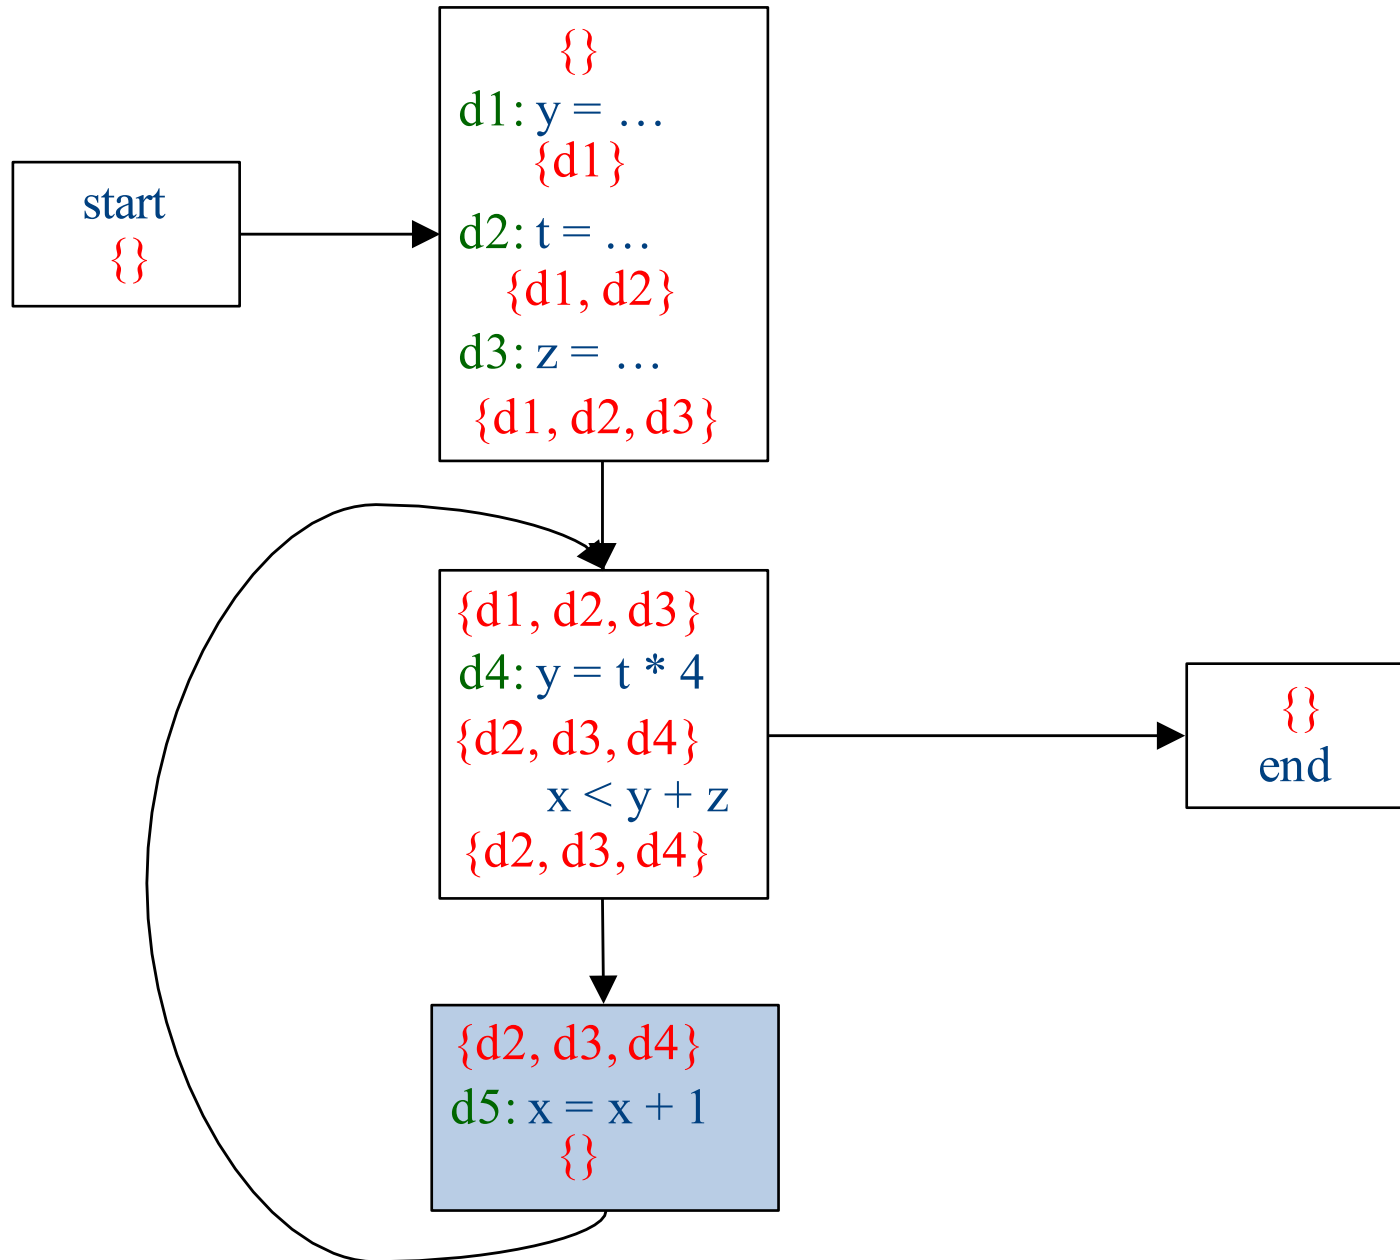 start
{}
{}
d1: y = …
{d1}
d2: t = …
{d1, d2}
d3: z = …
{d1, d2, d3}
{d1, d2, d3}
d4: y = t * 4
{d2, d3, d4}
x < y + z
{d2, d3, d4}
{}
end
{d2, d3, d4}
d5: x = x + 1
{}